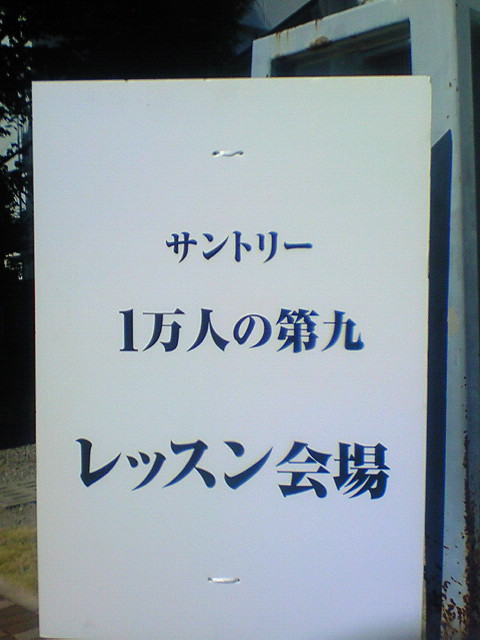 サントリー
1万人の第九
レッスン会場